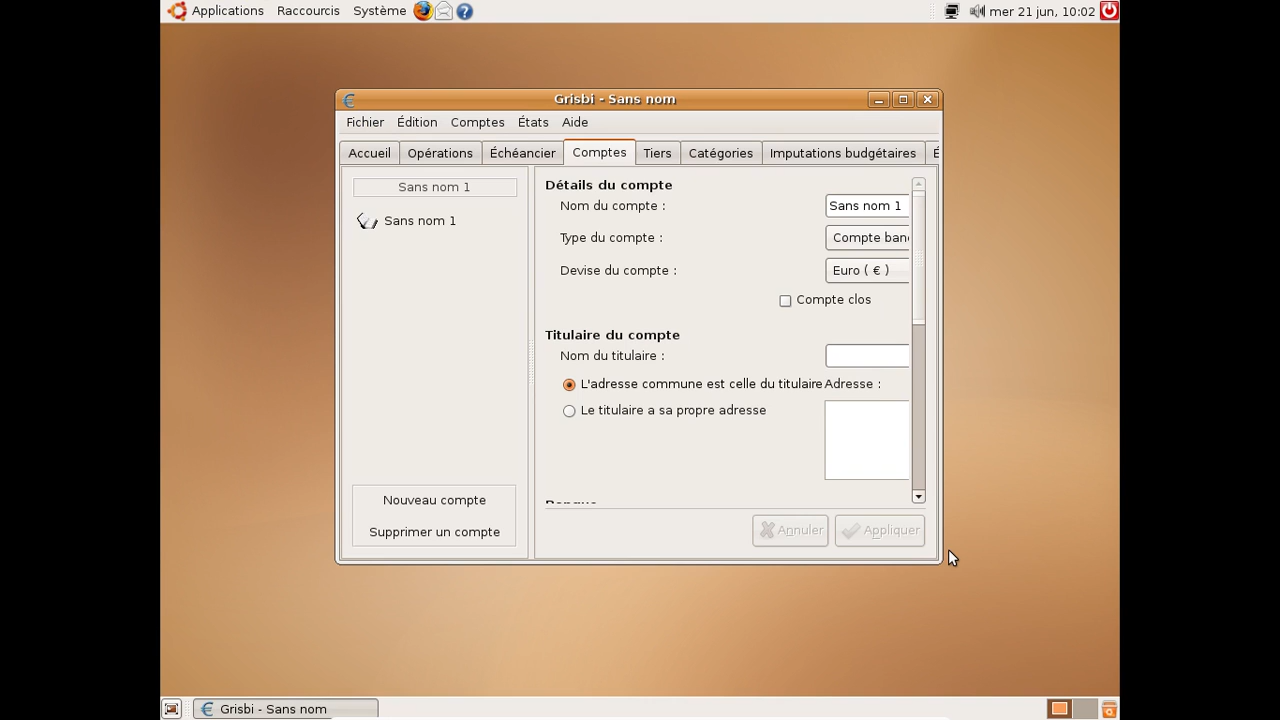 Applications Raccourcis Système mer 21 jun, 10:02
Grisbi - Sans nom
Fichier Édition Comptes États Aide
Accueil Opérations Échéancier Comptes Tiers Catégories Imputations budgétaires É
Sans nom 1
Sans nom 1
Nouveau compte
Supprimer un compte
Détails du compte
Nom du compte : Sans nom 1
Type du compte : Compte ban
Devise du compte : Euro ( € )
Compte clos
Titulaire du compte
Nom du titulaire :
L'adresse commune est celle du titulaire Adresse :
Le titulaire a sa propre adresse
Annuler Appliquer
Grisbi - Sans nom